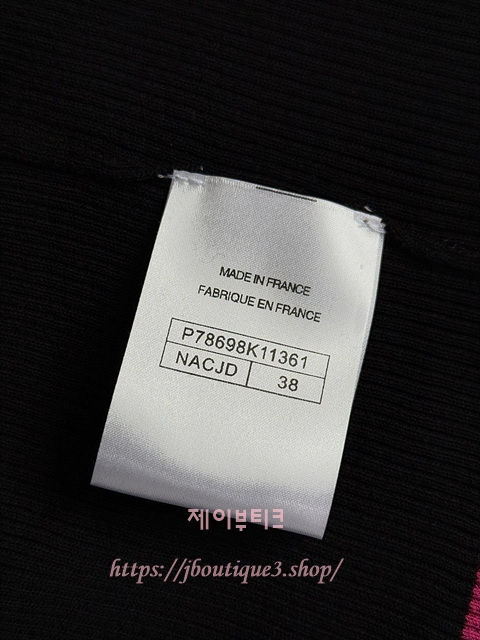 MADE IN FRANCE
FABRIQUE EN FRANCE
P78698K11361
NACJD 38
제이부티크
https://jboutique3.shop/